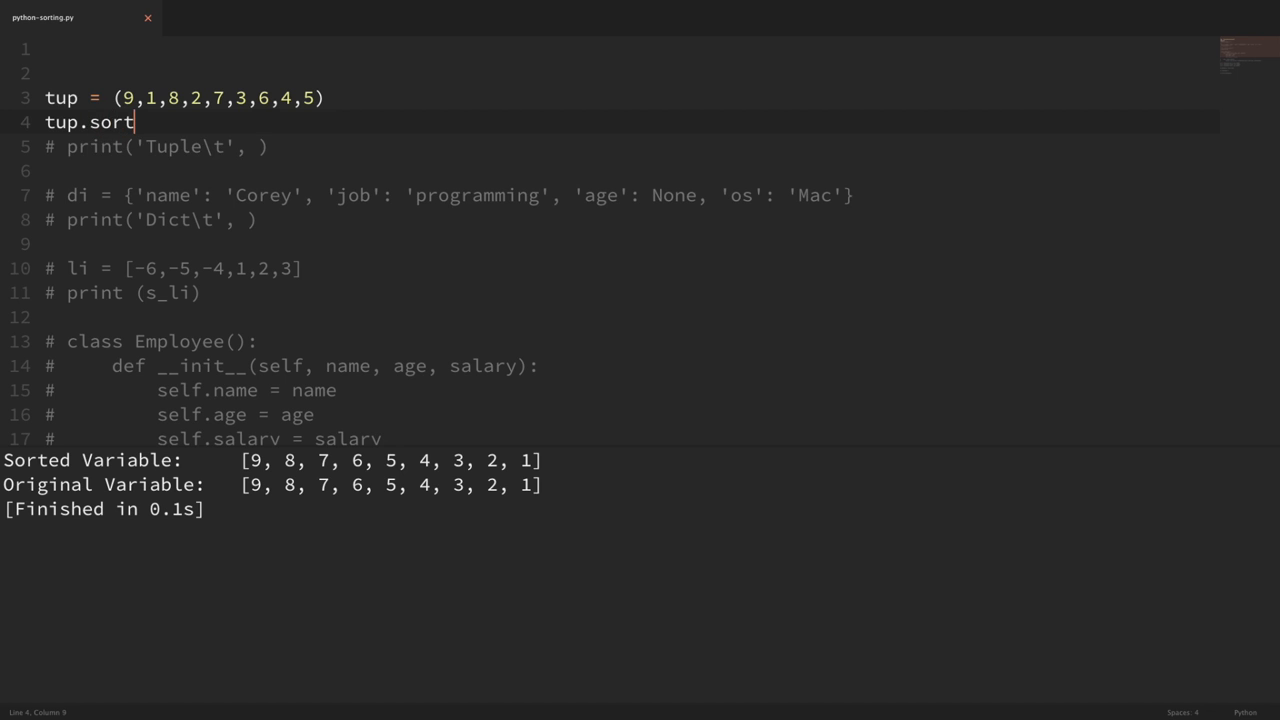 python-sorting.py
1
2
3 tup = (9,1,8,2,7,3,6,4,5)
4 tup.sort
5 # print('Tuple\t', )
6
7 # di = {'name': 'Corey', 'job': 'programming', 'age': None, 'os': 'Mac'}
8 # print('Dict\t', )
9
10 # li = [-6,-5,-4,1,2,3]
11 # print (s_li)
12
13 # class Employee():
14 #     def __init__(self, name, age, salary):
15 #         self.name = name
16 #         self.age = age
17 #         self.salary = salary
Sorted Variable:     [9, 8, 7, 6, 5, 4, 3, 2, 1]
Original Variable:   [9, 8, 7, 6, 5, 4, 3, 2, 1]
[Finished in 0.1s]
Line 4, Column 9
Spaces: 4
Python